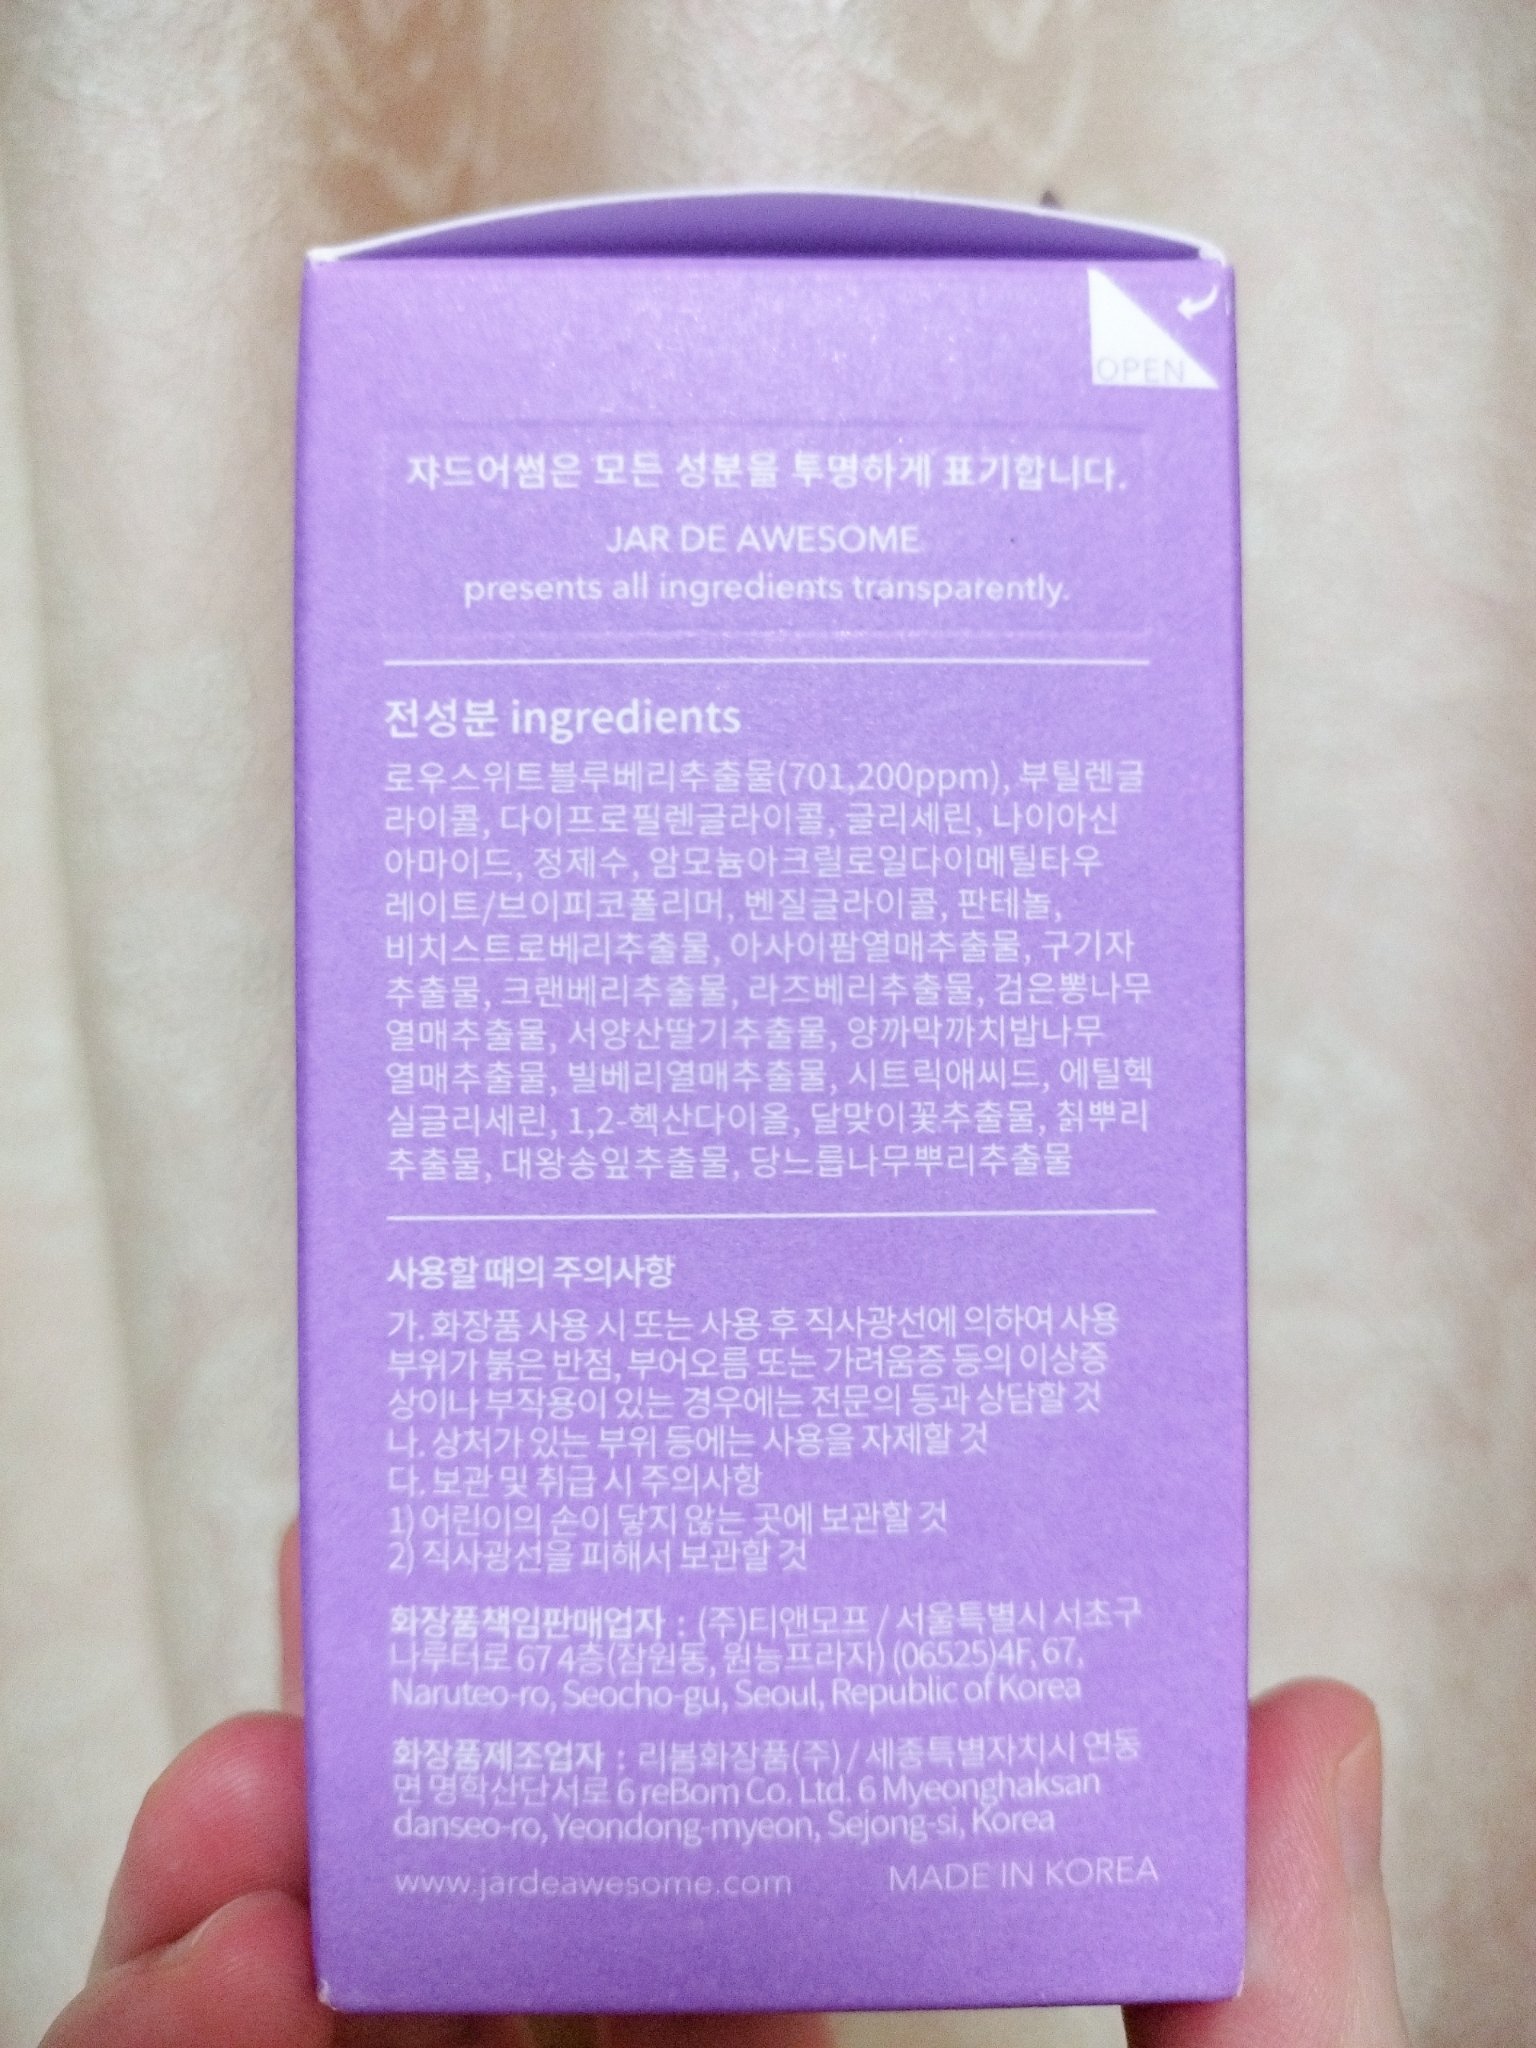 OPEN
쟈드어썸은 모든 성분을 투명하게 표기합니다.
JAR DE AWESOME
presents all ingredients transparently.
전성분 ingredients
로우스위트블루베리추출물(701,200ppm), 부틸렌글
라이콜, 다이프로필렌글라이콜, 글리세린, 나이아신
아마이드, 정제수, 암모늄아크릴로일다이메틸타우
레이트/브이피코폴리머, 벤질글라이콜, 판테놀,
비치스트로베리추출물, 아사이팜열매추출물, 구기자
추출물, 크랜베리추출물, 라즈베리추출물, 검은뽕나무
열매추출물, 서양산딸기추출물, 양까막까치밥나무
열매추출물, 빌베리열매추출물, 시트릭애씨드, 에틸헥
실글리세린, 1,2-헥산다이올, 달맞이꽃추출물, 칡뿌리
추출물, 대왕송잎추출물, 당느릅나무뿌리추출물
사용할 때의 주의사항
가. 화장품 사용 시 또는 사용 후 직사광선에 의하여 사용
부위가 붉은 반점, 부어오름 또는 가려움증 등의 이상증
상이나 부작용이 있는 경우에는 전문의 등과 상담할 것
나. 상처가 있는 부위 등에는 사용을 자제할 것
다. 보관 및 취급 시 주의사항
1) 어린이의 손이 닿지 않는 곳에 보관할 것
2) 직사광선을 피해서 보관할 것
화장품책임판매업자 : (주)티앤모프 / 서울특별시 서초구
나루터로 67 4층(잠원동, 원능프라자) (06525)4F, 67,
Naruteo-ro, Seocho-gu, Seoul, Republic of Korea
화장품제조업자 : 리봄화장품(주) / 세종특별자치시 연동
면 명학산단서로 6 reBom Co. Ltd. 6 Myeonghaksan
danseo-ro, Yeondong-myeon, Sejong-si, Korea
www.jardeawesome.com MADE IN KOREA